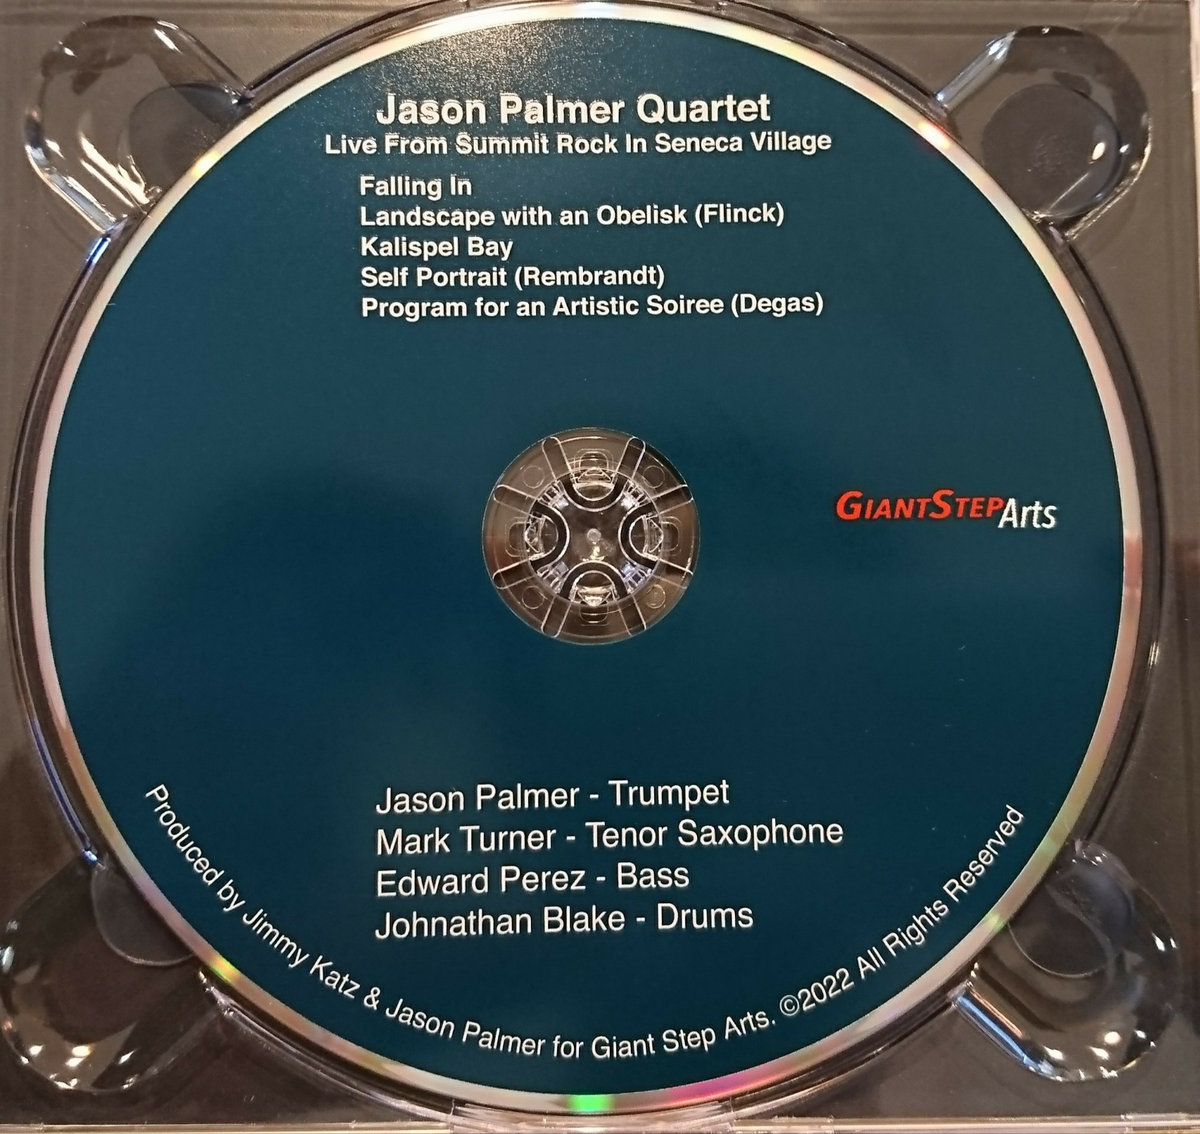 Jason Palmer Quartet
Live From Summit Rock In Seneca Village
Falling In
Landscape with an Obelisk (Flinck)
Kalispel Bay
Self Portrait (Rembrandt)
Program for an Artistic Soiree (Degas)
GIANTSTEPArts
Jason Palmer - Trumpet
Mark Turner - Tenor Saxophone
Edward Perez - Bass
Johnathan Blake - Drums
Produced by Jimmy Katz & Jason Palmer for Giant Step Arts. ©2022 All Rights Reserved